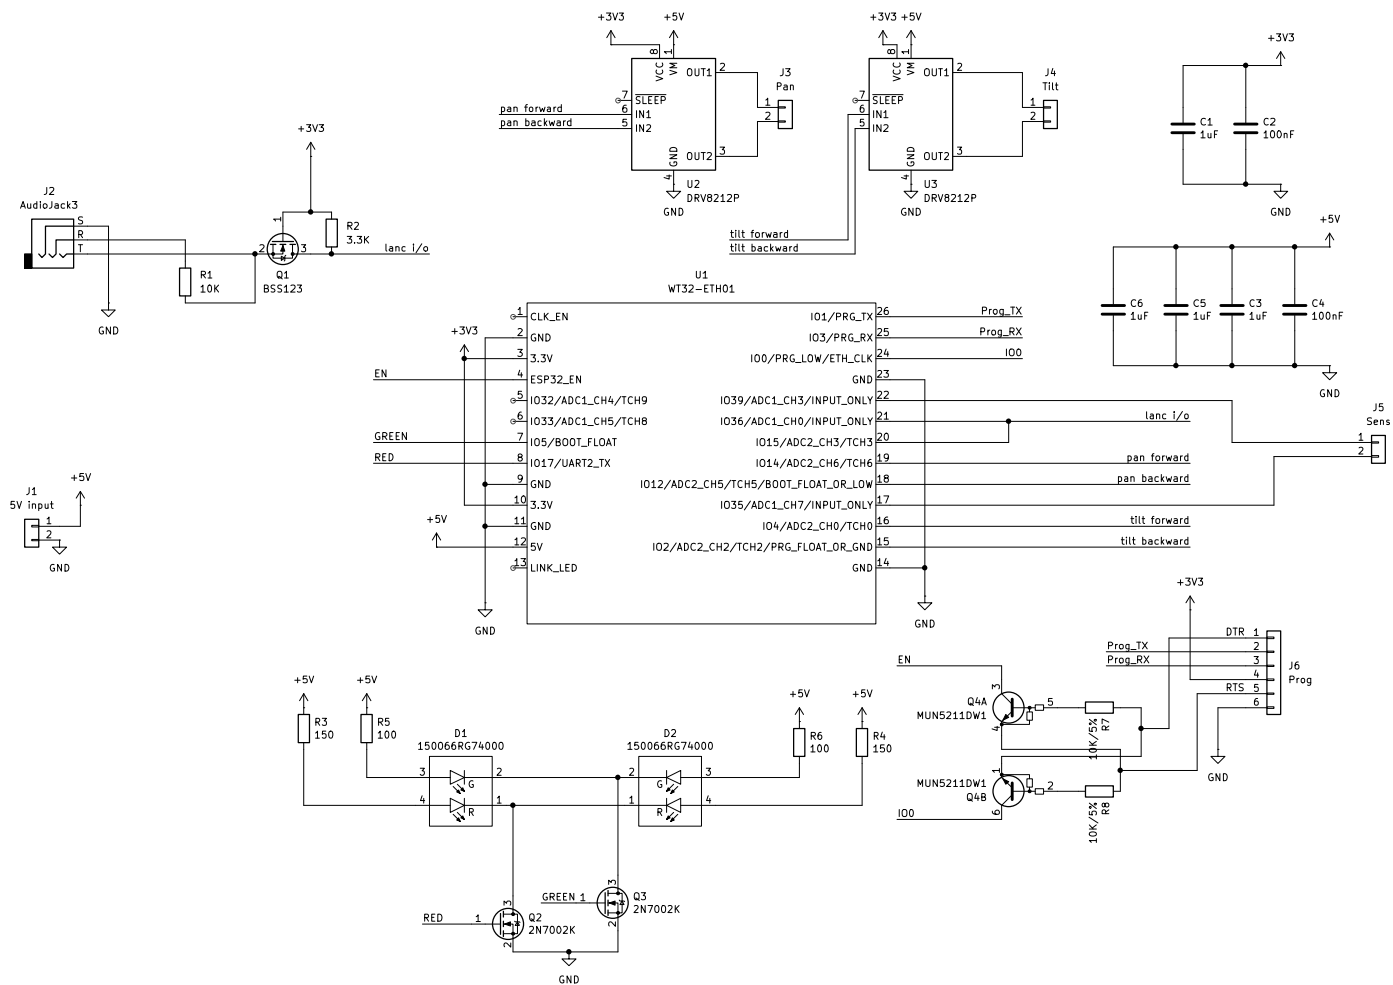 +3V3
+5V
8
1
VCC
VM
OUT1
2
7
SLEEP
pan forward
6
IN1
pan backward
5
IN2
OUT2
3
GND
4
U2
DRV8212P
GND
J3
Pan
1
2
+3V3
+5V
8
1
VCC
VM
OUT1
2
7
SLEEP
6
IN1
5
IN2
OUT2
3
GND
4
U3
DRV8212P
GND
tilt forward
tilt backward
J4
Tilt
1
2
+3V3
C1
1uF
C2
100nF
GND
+5V
C6
1uF
C5
1uF
C3
1uF
C4
100nF
GND
J2
AudioJack3
S
R
T
GND
R1
10K
+3V3
1
2
3
Q1
BSS123
R2
3.3K
lanc i/o
U1
WT32-ETH01
1 CLK_EN
2 GND
3 3.3V
4 ESP32_EN
5 IO32/ADC1_CH4/TCH9
6 IO33/ADC1_CH5/TCH8
7 IO5/BOOT_FLOAT
8 IO17/UART2_TX
9 GND
10 3.3V
11 GND
12 5V
13 LINK_LED
+3V3
EN
GREEN
RED
+5V
GND
IO1/PRG_TX 26 Prog_TX
IO3/PRG_RX 25 Prog_RX
IO0/PRG_LOW/ETH_CLK 24 IO0
GND 23
IO39/ADC1_CH3/INPUT_ONLY 22
IO36/ADC1_CH0/INPUT_ONLY 21 lanc i/o
IO15/ADC2_CH3/TCH3 20
IO14/ADC2_CH6/TCH6 19 pan forward
IO12/ADC2_CH5/TCH5/BOOT_FLOAT_OR_LOW 18 pan backward
IO35/ADC1_CH7/INPUT_ONLY 17
IO4/ADC2_CH0/TCH0 16 tilt forward
IO2/ADC2_CH2/TCH2/PRG_FLOAT_OR_GND 15 tilt backward
GND 14
GND
J5
Sens
1
2
J1
5V input
1
2
+5V
GND
+5V
R3
150
+5V
R5
100
D1
150066RG74000
3
2
G
4
1
R
D2
150066RG74000
2
3
G
1
4
R
+5V
R6
100
+5V
R4
150
RED
1
3
2
Q2
2N7002K
GREEN 1
3
2
Q3
2N7002K
GND
EN
3
Q4A
MUN5211DW1
4
5
R7
10K/5%
1
MUN5211DW1
Q4B
2
6
R8
10K/5%
IO0
+3V3
DTR 1
Prog_TX 2
Prog_RX 3
4
RTS 5
6
J6
Prog
GND